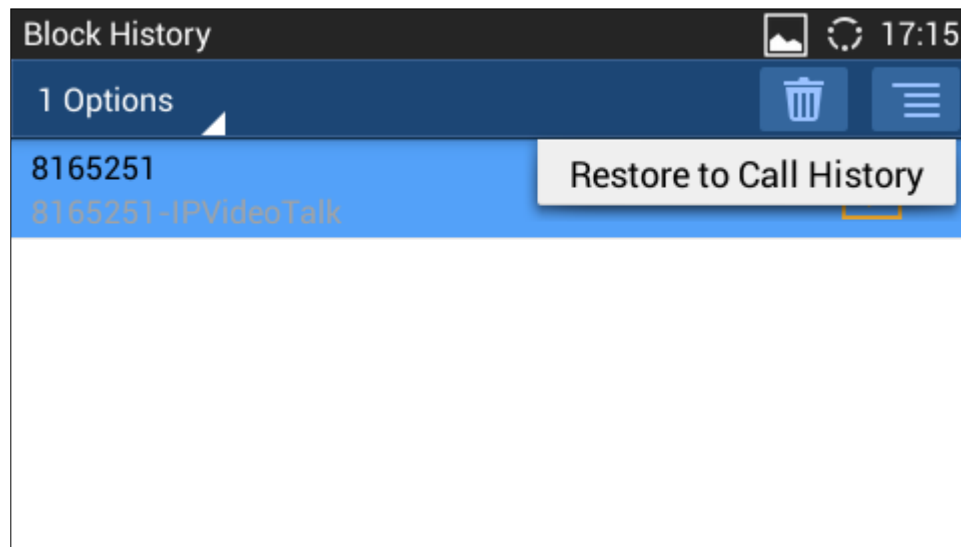 Block History
17:15
1 Options
8165251
Restore to Call History
8165251-IPVideoTalk